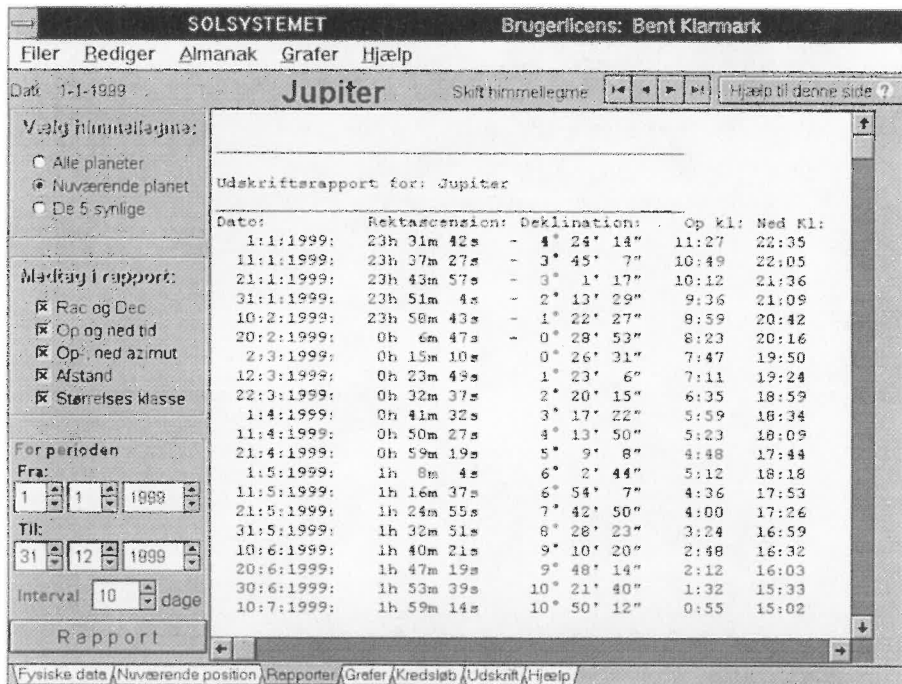 SOLSYSTEMET Brugerlicens: Bent Klarmark
Filer Rediger Almanak Grafer Hjælp
Dato 1-1-1999 Jupiter Skift himmellegme Hjælp til denne side ?
Vælg himmellegme:
Alle planeter
Nuværende planet
De 5 synlige
Medtag i rapport:
Rac og Dec
Op og ned tid
Op-, ned azimut
Afstand
Størrelses klasse
For perioden
Fra:
1 1 1999
Til:
31 12 1999
Interval 10 dage
Rapport
Udskriftsrapport for: Jupiter
Dato: Rektascension: Deklination: Op kl: Ned Kl:
1:1:1999: 23h 31m 42s - 4° 24' 14" 11:27 22:35
11:1:1999: 23h 37m 27s - 3° 45' 7" 10:49 22:05
21:1:1999: 23h 43m 57s - 3° 1' 17" 10:12 21:36
31:1:1999: 23h 51m 4s - 2° 13' 29" 9:36 21:09
10:2:1999: 23h 58m 43s - 1° 22' 27" 8:59 20:42
20:2:1999: 0h 6m 47s - 0° 28' 53" 8:23 20:16
2:3:1999: 0h 15m 10s 0° 26' 31" 7:47 19:50
12:3:1999: 0h 23m 49s 1° 23' 6" 7:11 19:24
22:3:1999: 0h 32m 37s 2° 20' 15" 6:35 18:59
1:4:1999: 0h 41m 32s 3° 17' 22" 5:59 18:34
11:4:1999: 0h 50m 27s 4° 13' 50" 5:23 18:09
21:4:1999: 0h 59m 19s 5° 9' 8" 4:48 17:44
1:5:1999: 1h 8m 4s 6° 2' 44" 5:12 18:18
11:5:1999: 1h 16m 37s 6° 54' 7" 4:36 17:53
21:5:1999: 1h 24m 55s 7° 42' 50" 4:00 17:26
31:5:1999: 1h 32m 51s 8° 28' 23" 3:24 16:59
10:6:1999: 1h 40m 21s 9° 10' 20" 2:48 16:32
20:6:1999: 1h 47m 19s 9° 48' 14" 2:12 16:03
30:6:1999: 1h 53m 39s 10° 21' 40" 1:32 15:33
10:7:1999: 1h 59m 14s 10° 50' 12" 0:55 15:02
Fysiske data Nuværende position Rapporter Grafer Kredsløb Udskrift Hjælp